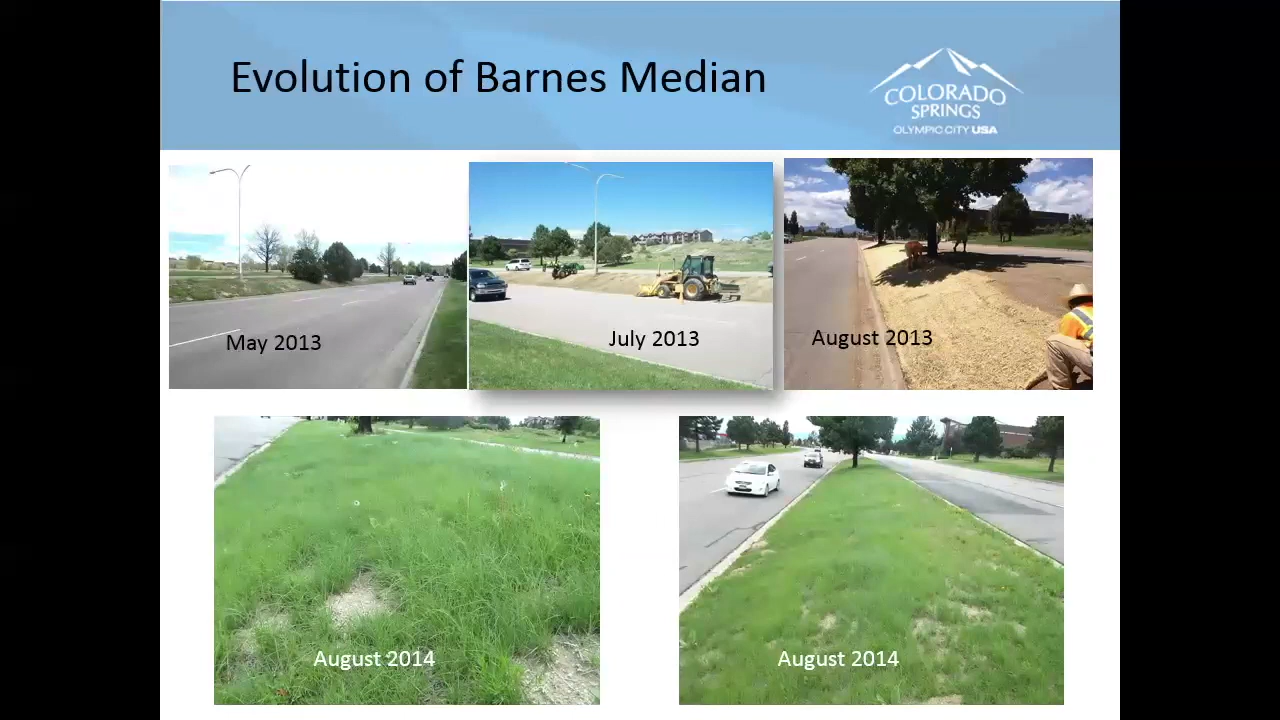 Evolution of Barnes Median
COLORADO
SPRINGS
OLYMPIC CITY USA
May 2013
July 2013
August 2013
August 2014
August 2014